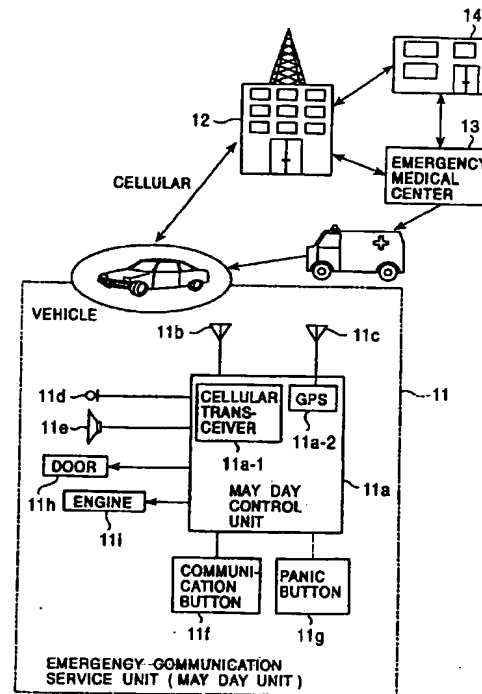 14
12
13
EMERGENCY
MEDICAL
CENTER
CELLULAR
VEHICLE
11b
11c
11d
11e
CELLULAR
TRANS-
CEIVER
11a-1
GPS
11a-2
11
DOOR
11h
ENGINE
11i
MAY DAY
CONTROL
UNIT
11a
COMMUNI-
CATION
BUTTON
11f
PANIC
BUTTON
11g
EMERGENCY COMMUNICATION
SERVICE UNIT (MAY DAY UNIT)